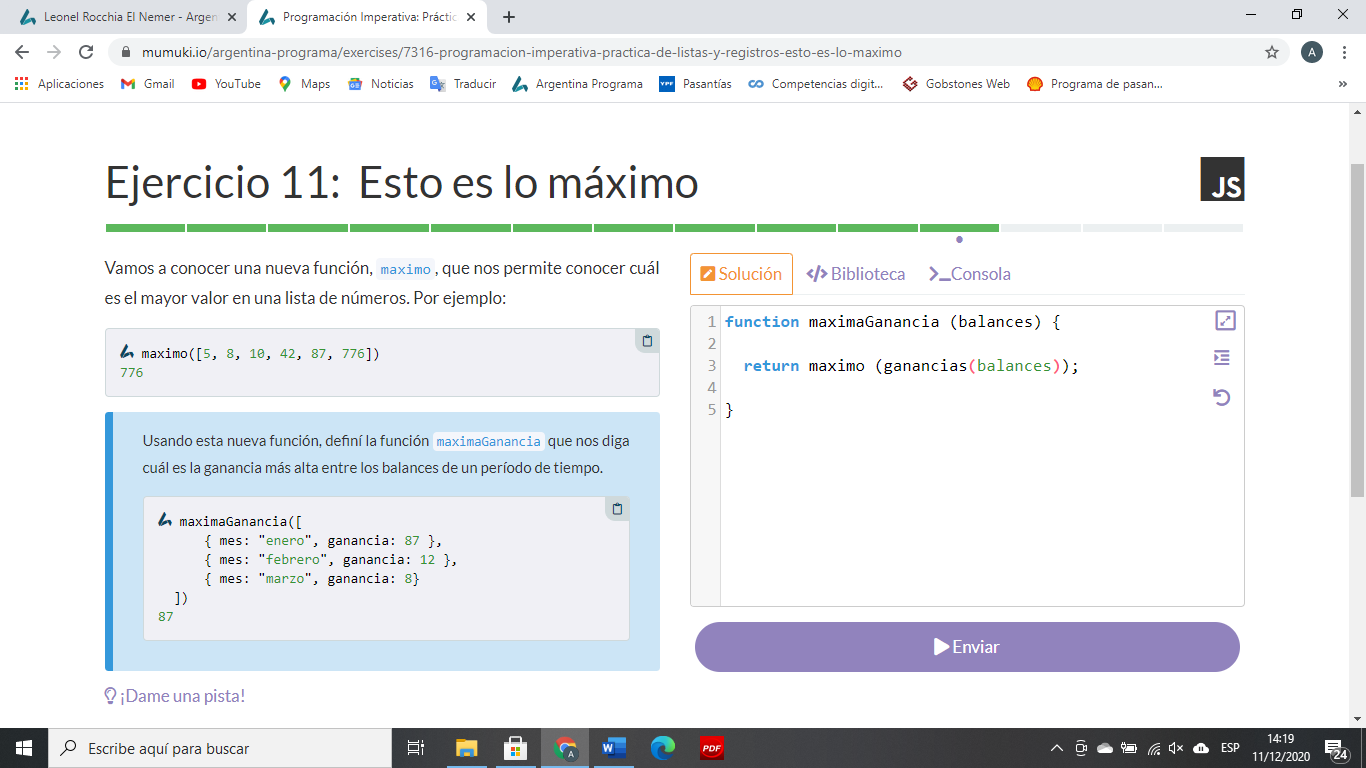 Leonel Rocchia El Nemer - Argen
Programación Imperativa: Práctic
mumuki.io/argentina-programa/exercises/7316-programacion-imperativa-practica-de-listas-y-registros-esto-es-lo-maximo
A
Aplicaciones
Gmail
YouTube
Maps
Noticias
Traducir
Argentina Programa
YPF
Pasantías
Competencias digit...
Gobstones Web
Programa de pasan...
»
Ejercicio 11: Esto es lo máximo
JS
Vamos a conocer una nueva función, maximo, que nos permite conocer cuál
es el mayor valor en una lista de números. Por ejemplo:
maximo([5, 8, 10, 42, 87, 776])
776
Usando esta nueva función, definí la función maximaGanancia que nos diga
cuál es la ganancia más alta entre los balances de un período de tiempo.
maximaGanancia([
{ mes: "enero", ganancia: 87 },
{ mes: "febrero", ganancia: 12 },
{ mes: "marzo", ganancia: 8}
])
87
¡Dame una pista!
Solución
</> Biblioteca
>_Consola
1 function maximaGanancia (balances) {
2
3 return maximo (ganancias(balances));
4
5 }
Enviar
Escribe aquí para buscar
A
W
PDF
ESP
14:19
11/12/2020
24